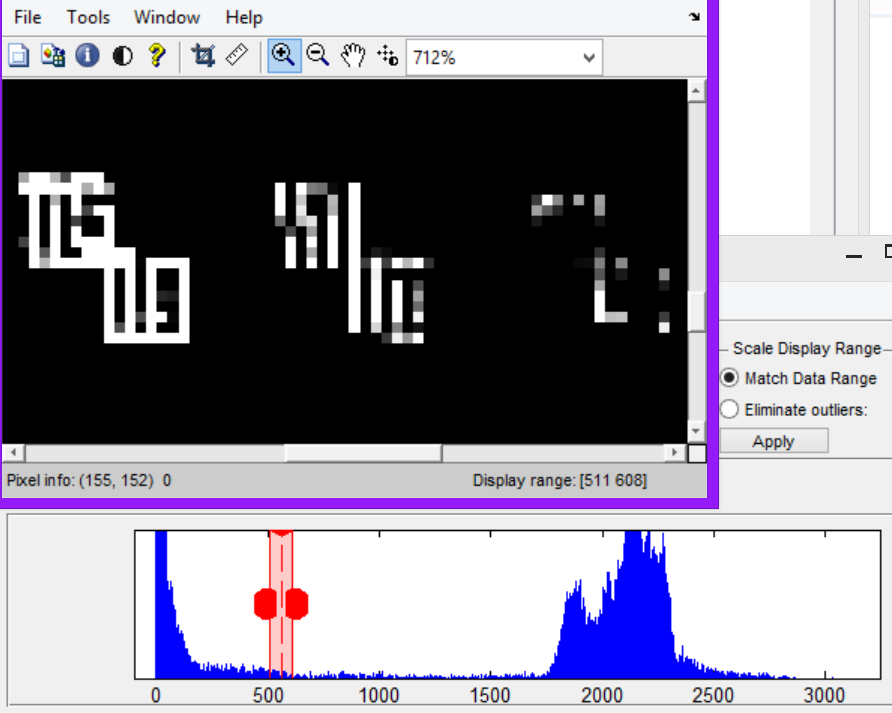 File Tools Window Help
712%
Pixel info: (155, 152) 0 Display range: [511 608]
Scale Display Range
Match Data Range
Eliminate outliers:
Apply
0 500 1000 1500 2000 2500 3000